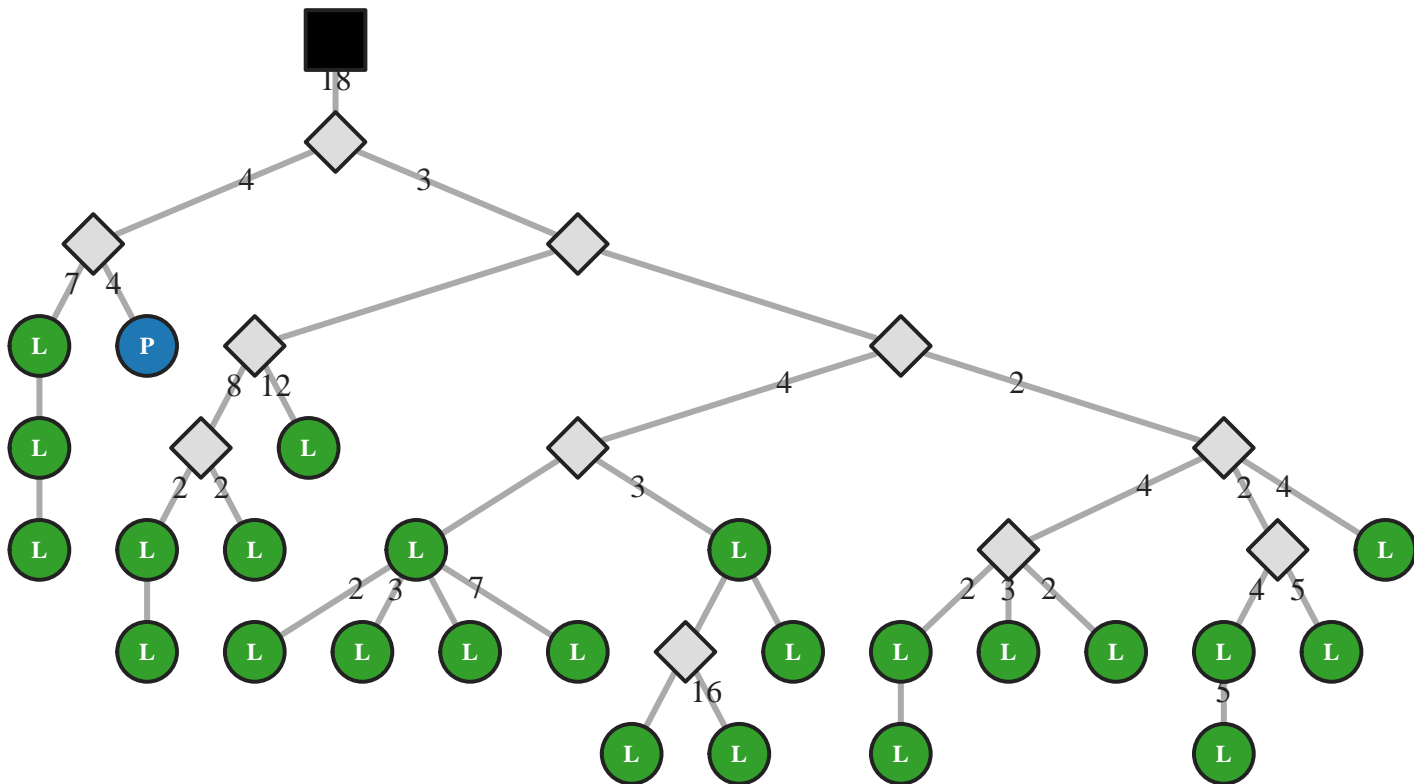 18
4 3
7 4
L P
8 12 4 2
L L
2 2 3 4 2 4
L L L L L L
2 3 7 2 3 2 4 5
L L L L L L L L L L L
16 5
L L L L